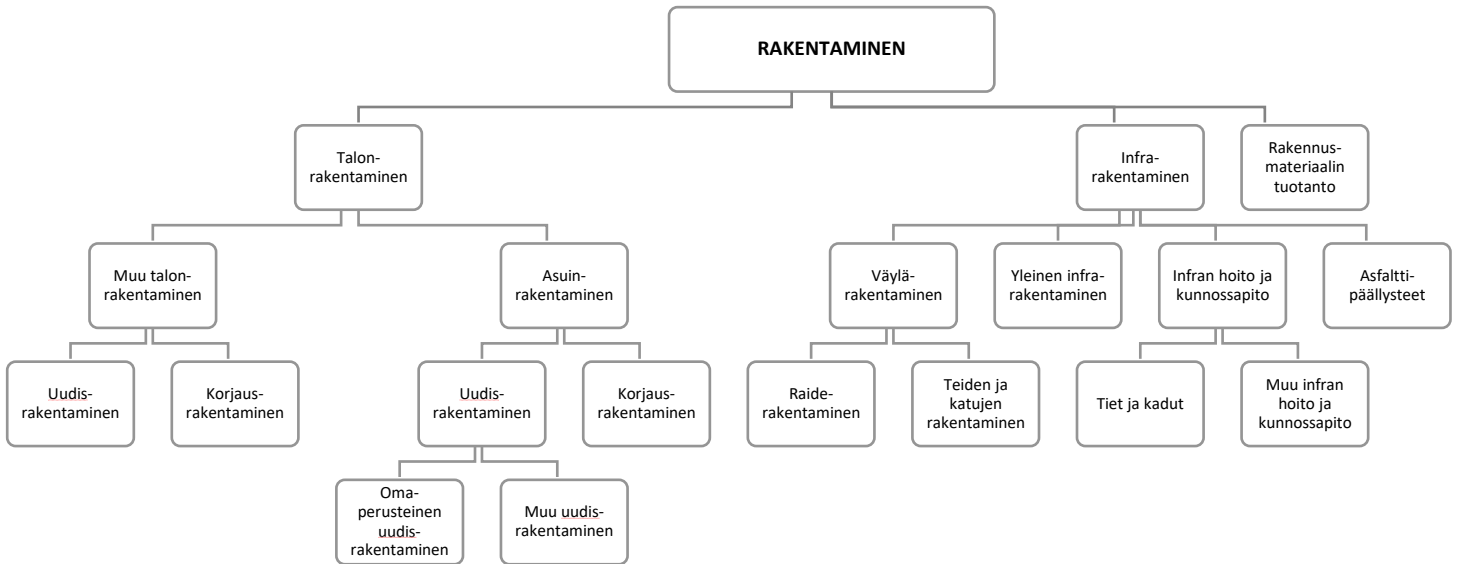 RAKENTAMINEN
Talon-
rakentaminen
Infra-
rakentaminen
Rakennus-
materiaalin
tuotanto
Muu talon-
rakentaminen
Asuin-
rakentaminen
Väylä-
rakentaminen
Yleinen infra-
rakentaminen
Infran hoito ja
kunnossapito
Asfaltti-
päällysteet
Uudis-
rakentaminen
Korjaus-
rakentaminen
Uudis-
rakentaminen
Korjaus-
rakentaminen
Raide-
rakentaminen
Teiden ja
katujen
rakentaminen
Tiet ja kadut
Muu infran
hoito ja
kunnossapito
Oma-
perusteinen
uudis-
rakentaminen
Muu uudis-
rakentaminen